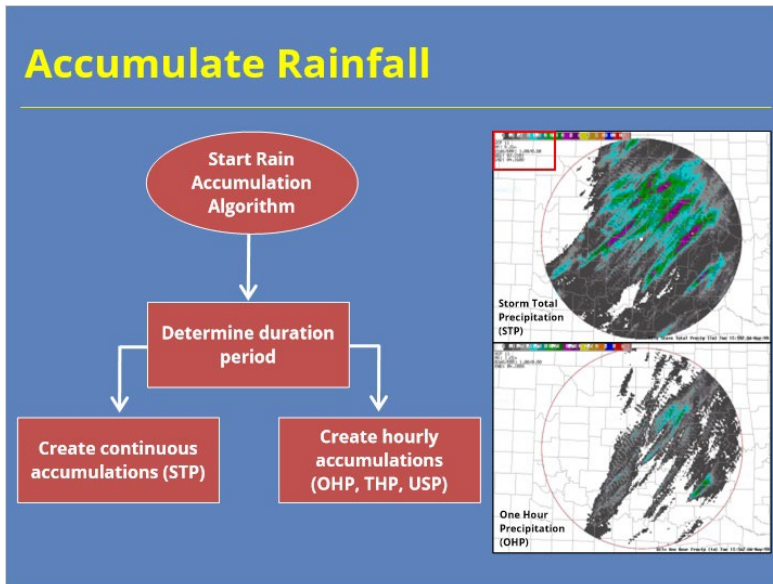 Accumulate Rainfall
Start Rain
Accumulation
Algorithm
Determine duration
period
Create continuous
accumulations (STP)
Create hourly
accumulations
(OHP, THP, USP)
Storm Total
Precipitation
(STP)
One Hour
Precipitation
(OHP)